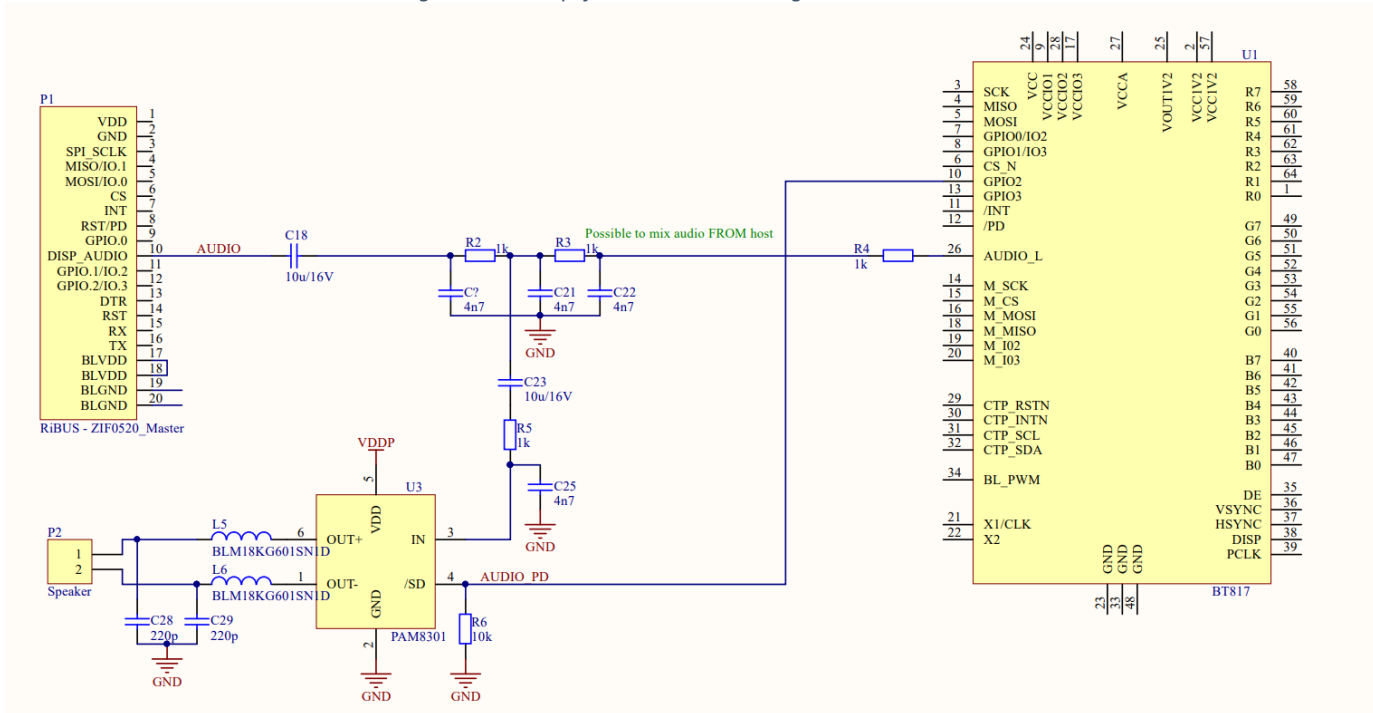 P1
VDD 1
GND 2
SPI_SCLK 3
MISO/IO.1 4
MOSI/IO.0 5
CS 6
INT 7
RST/PD 8
GPIO.0 9
DISP_AUDIO 10
GPIO.1/IO.2 11
GPIO.2/IO.3 12
DTR 13
RST 14
RX 15
TX 16
BLVDD 17
BLVDD 18
BLGND 19
BLGND 20
RiBUS - ZIF0520_Master
AUDIO
C18
10u/16V
R2
1k
R3
1k
Possible to mix audio FROM host
C?
4n7
C21
4n7
C22
4n7
GND
R4
1k
C23
10u/16V
R5
1k
C25
4n7
GND
VDDP
5
U3
VDD
6 OUT+
1 OUT-
IN 3
/SD 4
GND
2
PAM8301
GND
AUDIO_PD
R6
10k
GND
P2
1
2
Speaker
L5
BLM18KG601SN1D
L6
BLM18KG601SN1D
C28
220p
C29
220p
GND
U1
24 VCC
9 VCCIO1
28 VCCIO2
17 VCCIO3
27 VCCA
25 VOUT1V2
2 VCC1V2
57 VCC1V2
3 SCK
4 MISO
5 MOSI
7 GPIO0/IO2
8 GPIO1/IO3
6 CS_N
10 GPIO2
13 GPIO3
11 /INT
12 /PD
26 AUDIO_L
14 M_SCK
15 M_CS
16 M_MOSI
18 M_MISO
19 M_I02
20 M_I03
29 CTP_RSTN
30 CTP_INTN
31 CTP_SCL
32 CTP_SDA
34 BL_PWM
21 X1/CLK
22 X2
R7 58
R6 59
R5 60
R4 61
R3 62
R2 63
R1 64
R0 1
G7 49
G6 50
G5 51
G4 52
G3 53
G2 54
G1 55
G0 56
B7 40
B6 41
B5 42
B4 43
B3 44
B2 45
B1 46
B0 47
DE 35
VSYNC 36
HSYNC 37
DISP 38
PCLK 39
GND 23
GND 33
GND 48
BT817